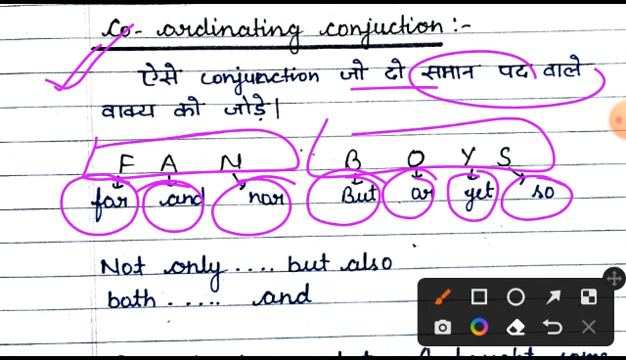 Co-ordinating conjuction :-
ऐसे conjunction जो दो समान पद वाले
वाक्य को जोड़े।
F A N B O Y S
for and nor But or yet so
Not only .... but also
both ..... and